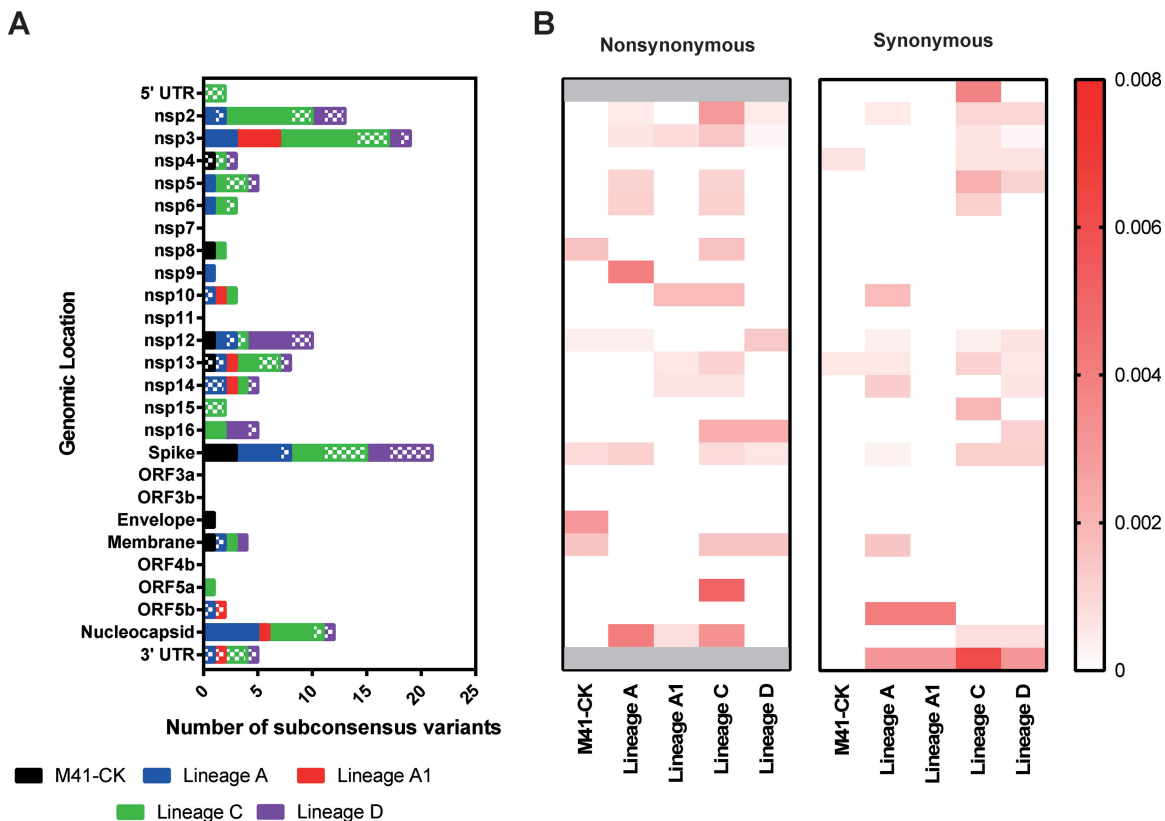 A
B
Nonsynonymous
Synonymous
Genomic Location
5' UTR
nsp2
nsp3
nsp4
nsp5
nsp6
nsp7
nsp8
nsp9
nsp10
nsp11
nsp12
nsp13
nsp14
nsp15
nsp16
Spike
ORF3a
ORF3b
Envelope
Membrane
ORF4b
ORF5a
ORF5b
Nucleocapsid
3' UTR
0 5 10 15 20 25
Number of subconsensus variants
M41-CK Lineage A Lineage A1
Lineage C Lineage D
M41-CK
Lineage A
Lineage A1
Lineage C
Lineage D
M41-CK
Lineage A
Lineage A1
Lineage C
Lineage D
0.008
0.006
0.004
0.002
0